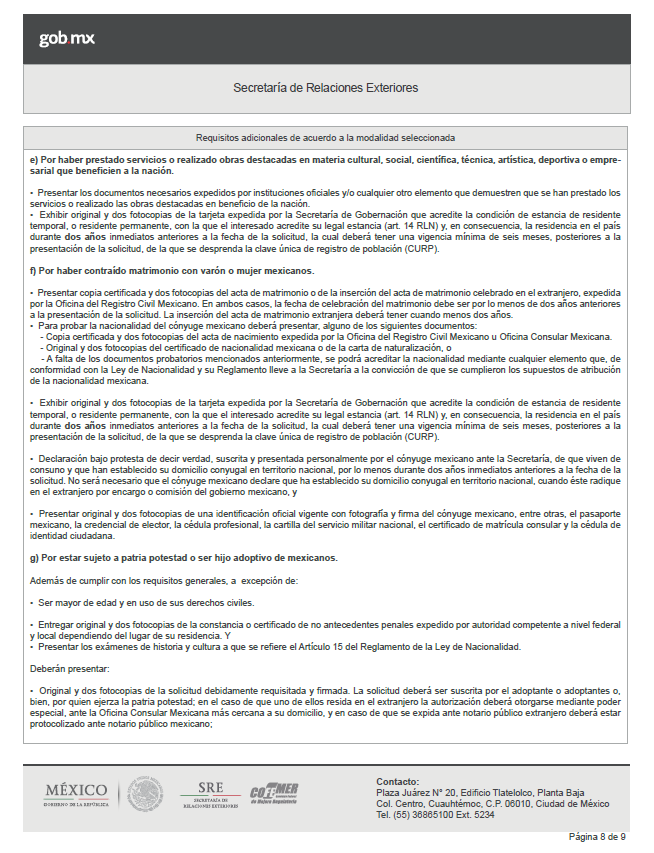 gob.mx
Secretaría de Relaciones Exteriores
Requisitos adicionales de acuerdo a la modalidad seleccionada
e) Por haber prestado servicios o realizado obras destacadas en materia cultural, social, científica, técnica, artística, deportiva o empre-
sarial que beneficien a la nación.
• Presentar los documentos necesarios expedidos por instituciones oficiales y/o cualquier otro elemento que demuestren que se han prestado los
servicios o realizado las obras destacadas en beneficio de la nación.
• Exhibir original y dos fotocopias de la tarjeta expedida por la Secretaría de Gobernación que acredite la condición de estancia de residente
temporal, o residente permanente, con la que el interesado acredite su legal estancia (art. 14 RLN) y, en consecuencia, la residencia en el país
durante dos años inmediatos anteriores a la fecha de la solicitud, la cual deberá tener una vigencia mínima de seis meses, posteriores a la
presentación de la solicitud, de la que se desprenda la clave única de registro de población (CURP).
f) Por haber contraído matrimonio con varón o mujer mexicanos.
• Presentar copia certificada y dos fotocopias del acta de matrimonio o de la inserción del acta de matrimonio celebrado en el extranjero, expedida
por la Oficina del Registro Civil Mexicano. En ambos casos, la fecha de celebración del matrimonio debe ser por lo menos de dos años anteriores
a la presentación de la solicitud. La inserción del acta de matrimonio extranjera deberá tener cuando menos dos años.
• Para probar la nacionalidad del cónyuge mexicano deberá presentar, alguno de los siguientes documentos:
- Copia certificada y dos fotocopias del acta de nacimiento expedida por la Oficina del Registro Civil Mexicano u Oficina Consular Mexicana.
- Original y dos fotocopias del certificado de nacionalidad mexicana o de la carta de naturalización, o
- A falta de los documentos probatorios mencionados anteriormente, se podrá acreditar la nacionalidad mediante cualquier elemento que, de
conformidad con la Ley de Nacionalidad y su Reglamento lleve a la Secretaría a la convicción de que se cumplieron los supuestos de atribución
de la nacionalidad mexicana.
• Exhibir original y dos fotocopias de la tarjeta expedida por la Secretaría de Gobernación que acredite la condición de estancia de residente
temporal, o residente permanente, con la que el interesado acredite su legal estancia (art. 14 RLN) y, en consecuencia, la residencia en el país
durante dos años inmediatos anteriores a la fecha de la solicitud, la cual deberá tener una vigencia mínima de seis meses, posteriores a la
presentación de la solicitud, de la que se desprenda la clave única de registro de población (CURP).
• Declaración bajo protesta de decir verdad, suscrita y presentada personalmente por el cónyuge mexicano ante la Secretaría, de que viven de
consuno y que han establecido su domicilio conyugal en territorio nacional, por lo menos durante dos años inmediatos anteriores a la fecha de la
solicitud. No será necesario que el cónyuge mexicano declare que ha establecido su domicilio conyugal en territorio nacional, cuando éste radique
en el extranjero por encargo o comisión del gobierno mexicano, y
• Presentar original y dos fotocopias de una identificación oficial vigente con fotografía y firma del cónyuge mexicano, entre otras, el pasaporte
mexicano, la credencial de elector, la cédula profesional, la cartilla del servicio militar nacional, el certificado de matrícula consular y la cédula de
identidad ciudadana.
g) Por estar sujeto a patria potestad o ser hijo adoptivo de mexicanos.
Además de cumplir con los requisitos generales, a excepción de:
• Ser mayor de edad y en uso de sus derechos civiles.
• Entregar original y dos fotocopias de la constancia o certificado de no antecedentes penales expedido por autoridad competente a nivel federal
y local dependiendo del lugar de su residencia. Y
• Presentar los exámenes de historia y cultura a que se refiere el Artículo 15 del Reglamento de la Ley de Nacionalidad.
Deberán presentar:
• Original y dos fotocopias de la solicitud debidamente requisitada y firmada. La solicitud deberá ser suscrita por el adoptante o adoptantes o,
bien, por quien ejerza la patria potestad; en el caso de que uno de ellos resida en el extranjero la autorización deberá otorgarse mediante poder
especial, ante la Oficina Consular Mexicana más cercana a su domicilio, y en caso de que se expida ante notario público extranjero deberá estar
protocolizado ante notario público mexicano;
MÉXICO
GOBIERNO DE LA REPÚBLICA
SRE
SECRETARÍA DE
RELACIONES EXTERIORES
COFEMER
de Mejora Regulatoria
Contacto:
Plaza Juárez N° 20, Edificio Tlatelolco, Planta Baja
Col. Centro, Cuauhtémoc, C.P. 06010, Ciudad de México
Tel. (55) 36865100 Ext. 5234
Página 8 de 9